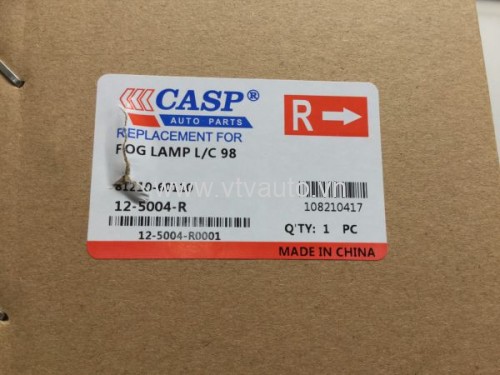 CASP®
AUTO PARTS
R
REPLACEMENT FOR
FOG LAMP L/C 98
www.vtvauto.vn
12-5004-R
108210417
12-5004-R0001
Q'TY: 1 PC
MADE IN CHINA